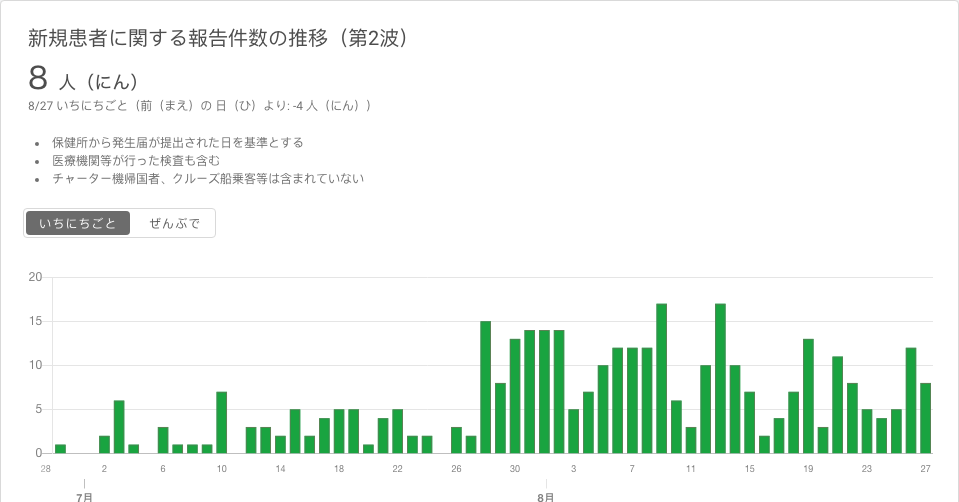 新規患者に関する報告件数の推移（第2波）
8 人（にん）
8/27 いちにちごと（前（まえ）の 日（ひ）より: -4 人（にん））
保健所から発生届が提出された日を基準とする
医療機関等が行った検査も含む
チャーター機帰国者、クルーズ船乗客等は含まれていない
いちにちごと ぜんぶで
20
15
10
5
0
28 2 6 10 14 18 22 26 30 3 7 11 15 19 23 27
7月 8月